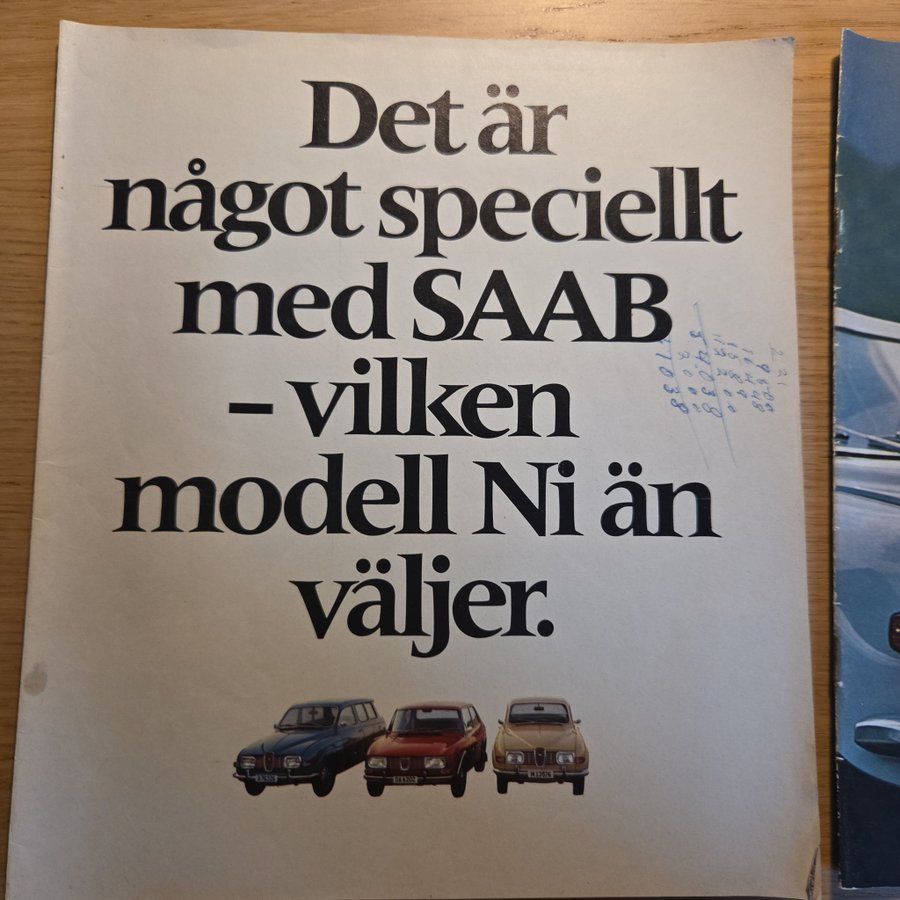 Det är
något speciellt
med SAAB
– vilken
modell Ni än
väljer.